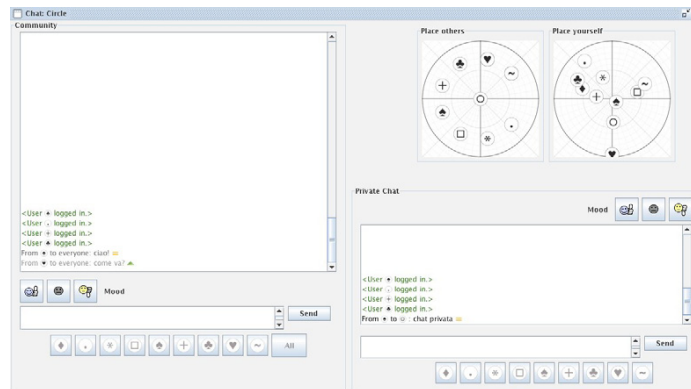 Chat: Circle
Community
<User logged in.>
<User logged in.>
<User logged in.>
<User logged in.>
From ♥ to everyone: ciao!
From ♥ to everyone: come va?
Mood
Send
All
Place others
Place yourself
Private Chat
Mood
<User logged in.>
<User logged in.>
<User logged in.>
<User logged in.>
From to : chat privata
Send